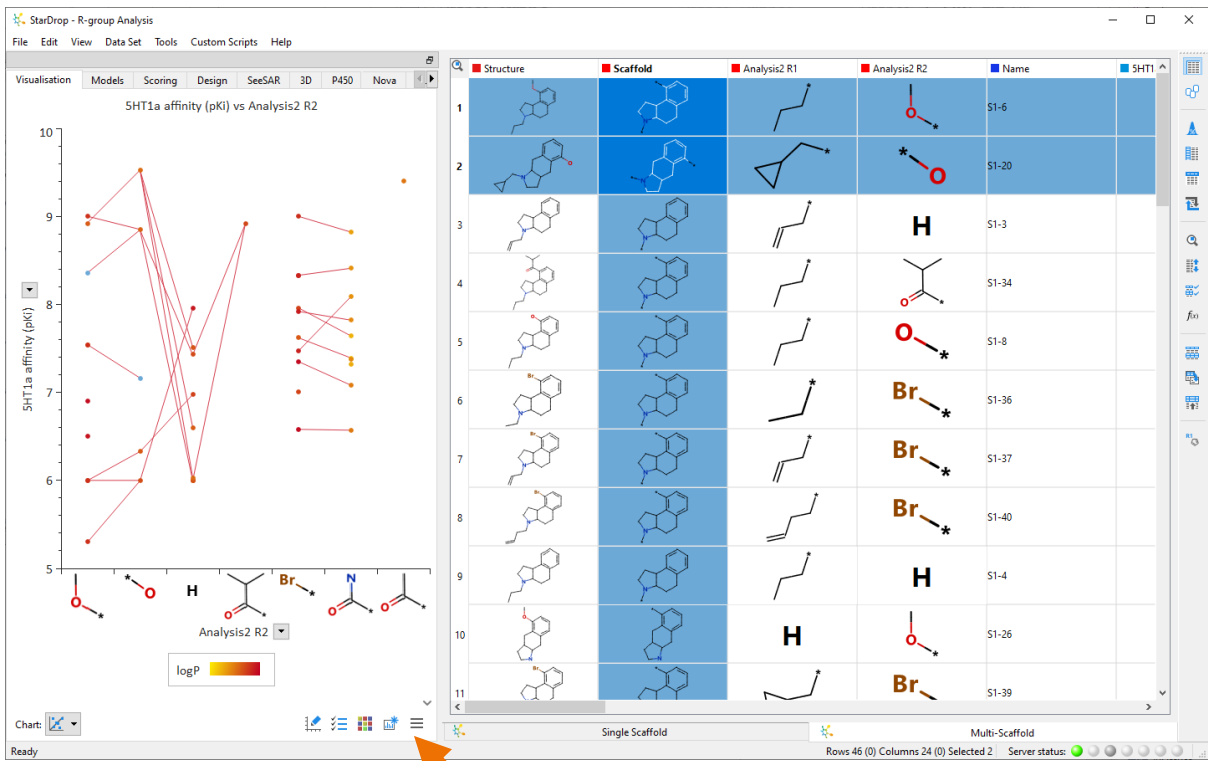 StarDrop - R-group Analysis
File Edit View Data Set Tools Custom Scripts Help
Visualisation Models Scoring Design SeeSAR 3D P450 Nova
5HT1a affinity (pKi) vs Analysis2 R2
10
9
8
7
6
5
5HT1a affinity (pKi)
O * * O H O * Br * N O * O *
Analysis2 R2
logP
Chart:
Ready
Structure Scaffold Analysis2 R1 Analysis2 R2 Name 5HT1
1 * O * S1-6
2 * * O S1-20
3 * H S1-3
4 * O * S1-34
5 * O * S1-8
6 * Br * S1-36
7 * Br * S1-37
8 * Br * S1-40
9 * H S1-4
10 H O * S1-26
11 * Br * S1-39
f(x)
Single Scaffold Multi-Scaffold
Rows 46 (0) Columns 24 (0) Selected 2 Server status: